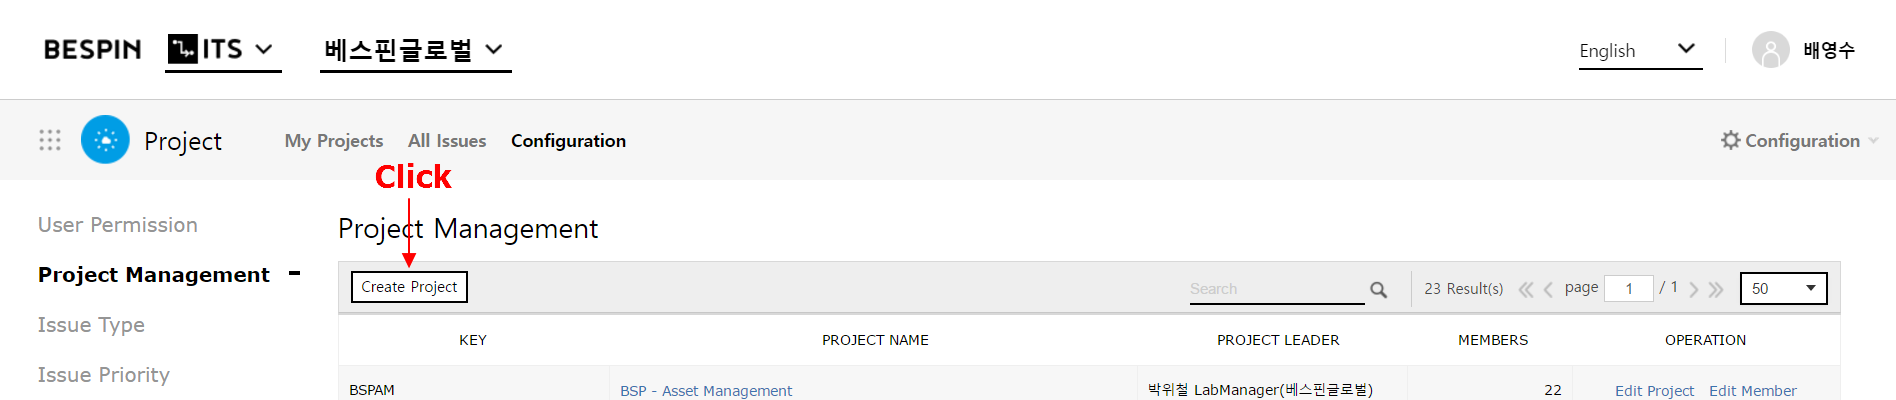 BESPIN ITS 베스핀글로벌 English 배영수
Project My Projects All Issues Configuration Configuration
Click
User Permission
Project Management
Issue Type
Issue Priority
Project Management
Create Project Search 23 Result(s) page 1 / 1 50
KEY PROJECT NAME PROJECT LEADER MEMBERS OPERATION
BSPAM BSP - Asset Management 박위철 LabManager(베스핀글로벌) 22 Edit Project Edit Member